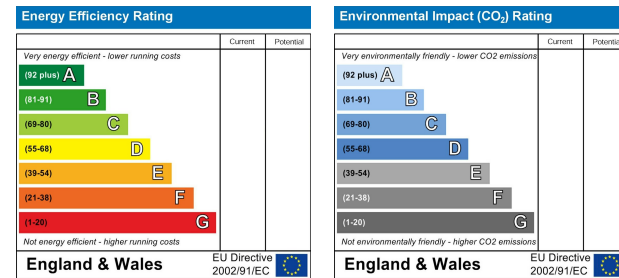 Energy Efficiency Rating
Current Potential
Very energy efficient - lower running costs
(92 plus) A
(81-91) B
(69-80) C
(55-68) D
(39-54) E
(21-38) F
(1-20) G
Not energy efficient - higher running costs
England & Wales
EU Directive
2002/91/EC
Environmental Impact (CO₂) Rating
Current Potentia
Very environmentally friendly - lower CO2 emissions
(92 plus) A
(81-91) B
(69-80) C
(55-68) D
(39-54) E
(21-38) F
(1-20) G
Not environmentally friendly - higher CO2 emissions
England & Wales
EU Directive
2002/91/EC